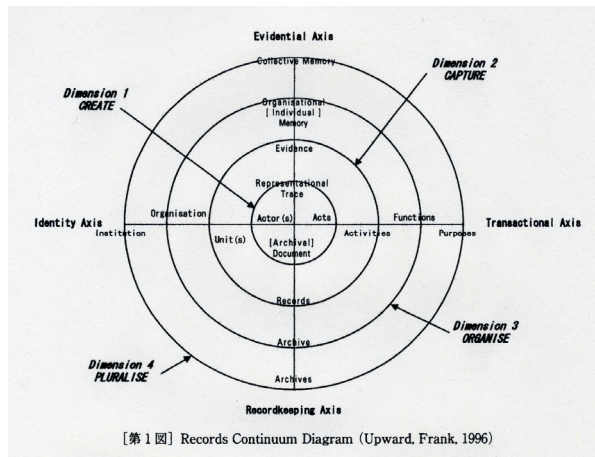 Evidential Axis
Collective Memory
Dimension 2
CAPTURE
Dimension 1
CREATE
Organisational
[ Individual ]
Memory
Evidence
Representational
Trace
Identity Axis
Institution
Organisation
Unit(s)
Actor(s)
Acts
Activities
Functions
Purposes
Transactional Axis
[Archival]
Document
Records
Dimension 3
ORGANISE
Archive
Dimension 4
PLURALISE
Archives
Recordkeeping Axis
[第1図] Records Continuum Diagram (Upward, Frank, 1996)